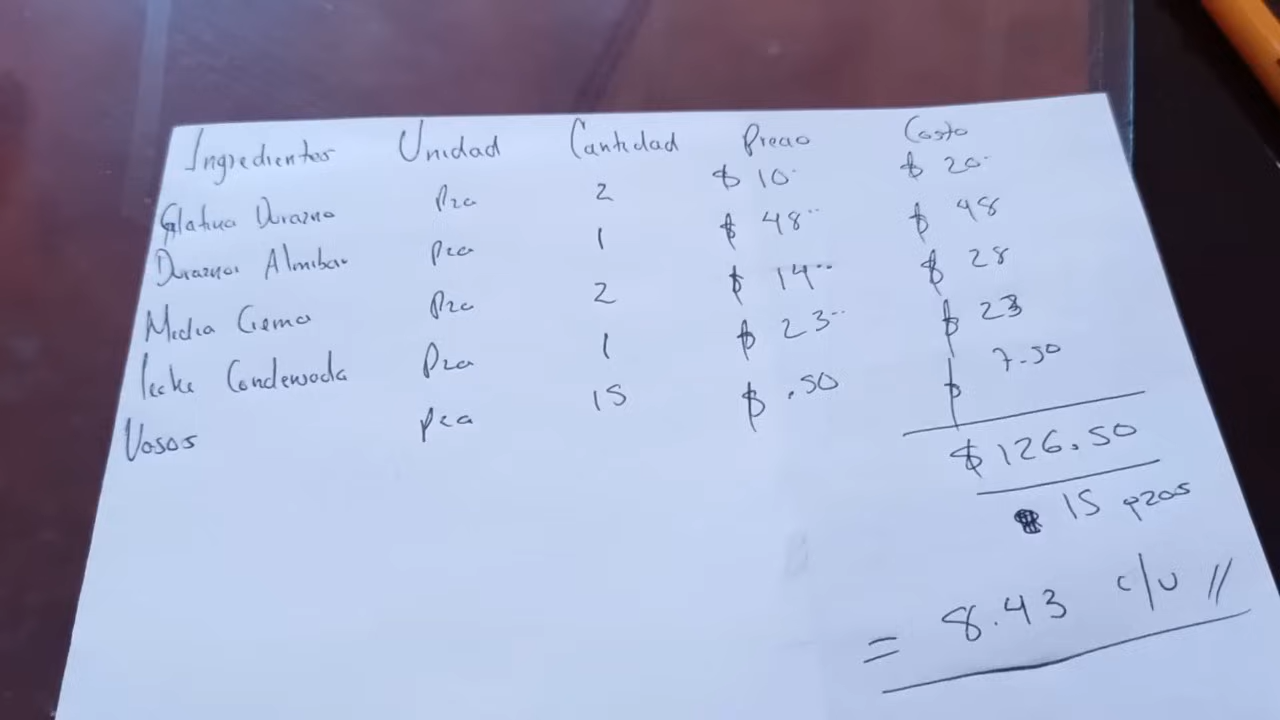 Ingredientes Unidad Cantidad Precio Costo
Gelatina Durazno Pza 2 $ 10.- $ 20.-
Duraznos Almibar Pza 1 $ 48.- $ 48
Media Crema Pza 2 $ 14.- $ 28
leche Condensada Pza 1 $ 23.- $ 23
Vasos pza 15 $ .50 $ 7.50
$ 126.50
15 pzas
= 8.43 c/u //